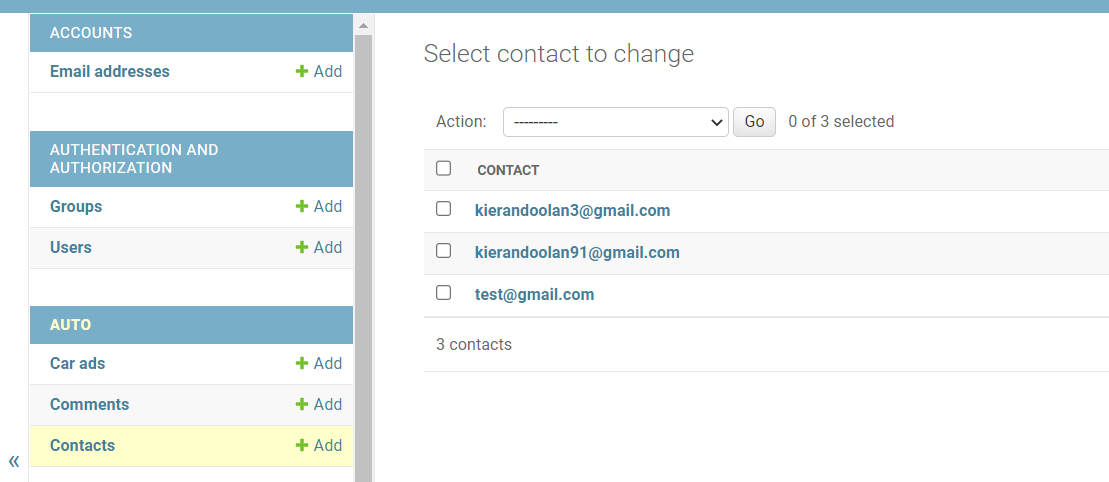 ACCOUNTS
Email addresses + Add
AUTHENTICATION AND
AUTHORIZATION
Groups + Add
Users + Add
AUTO
Car ads + Add
Comments + Add
Contacts + Add
«
Select contact to change
Action: --------- Go 0 of 3 selected
CONTACT
kierandoolan3@gmail.com
kierandoolan91@gmail.com
test@gmail.com
3 contacts